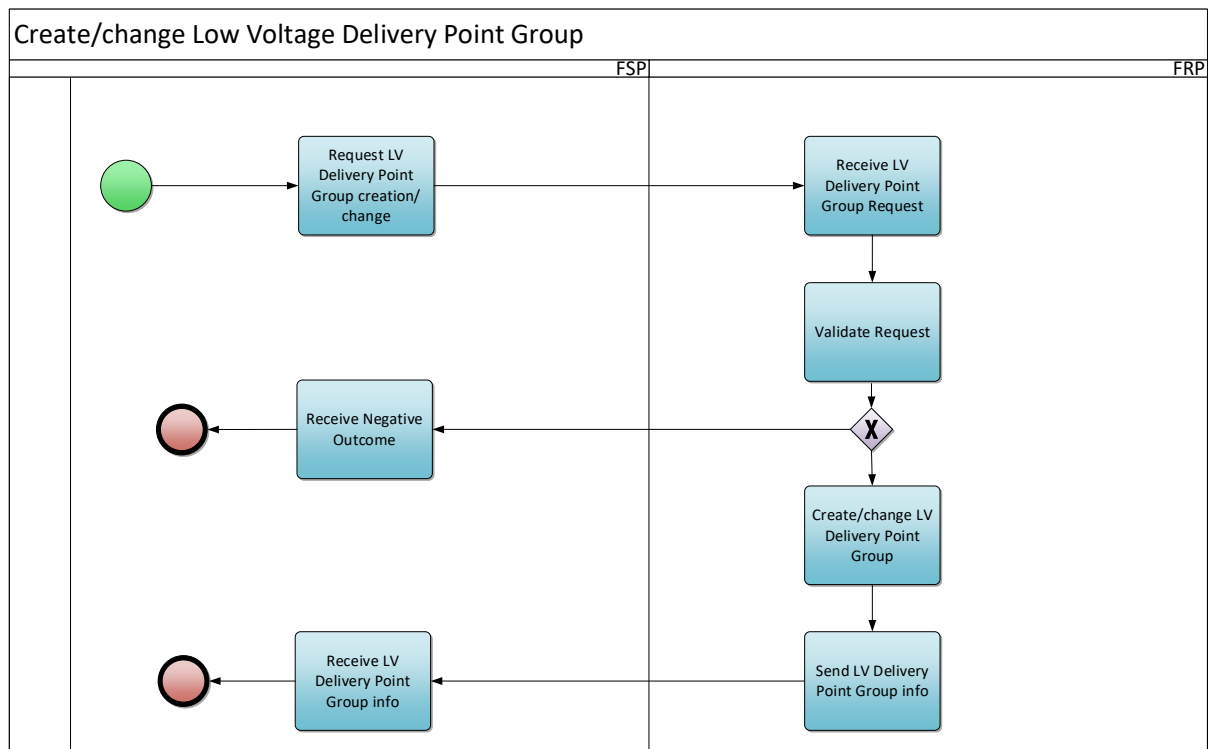 Create/change Low Voltage Delivery Point Group
FSP
FRP
Request LV
Delivery Point
Group creation/
change
Receive LV
Delivery Point
Group Request
Validate Request
Receive Negative
Outcome
X
Create/change LV
Delivery Point
Group
Receive LV
Delivery Point
Group info
Send LV Delivery
Point Group info